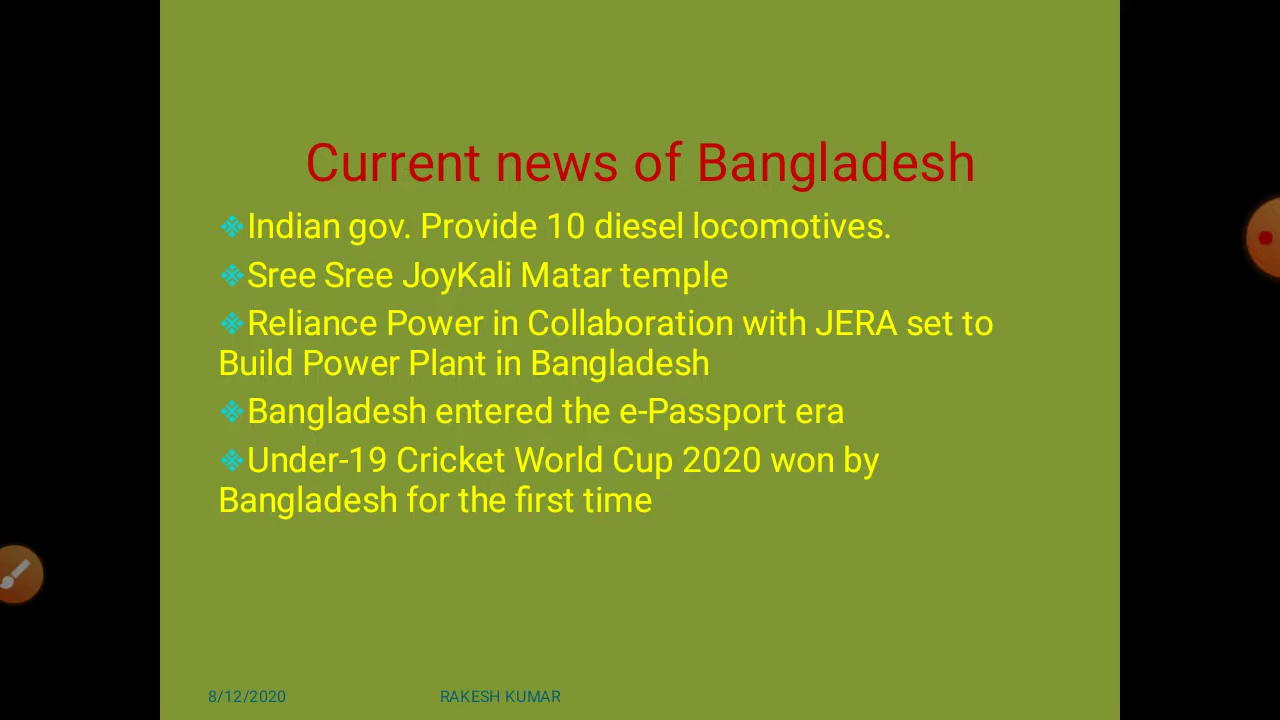 Current news of Bangladesh
❖Indian gov. Provide 10 diesel locomotives.
❖Sree Sree JoyKali Matar temple
❖Reliance Power in Collaboration with JERA set to
Build Power Plant in Bangladesh
❖Bangladesh entered the e-Passport era
❖Under-19 Cricket World Cup 2020 won by
Bangladesh for the first time
8/12/2020 RAKESH KUMAR